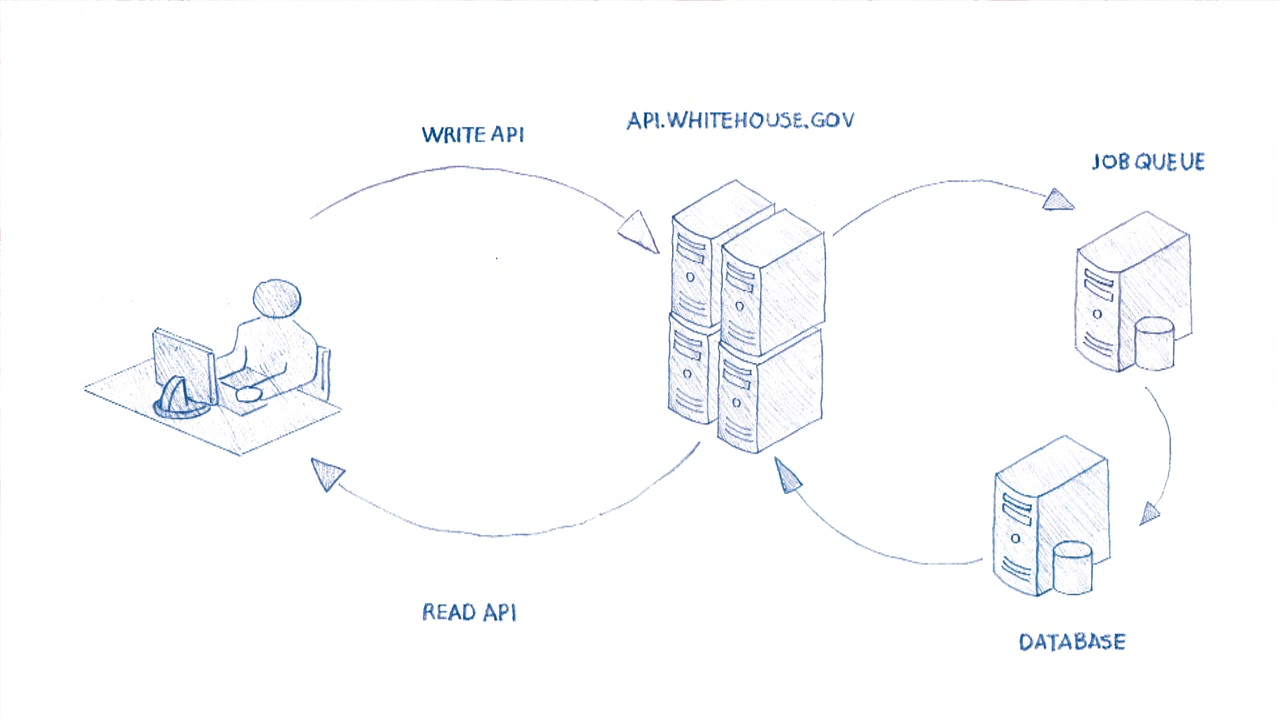 WRITE API
API.WHITEHOUSE.GOV
JOB QUEUE
READ API
DATABASE